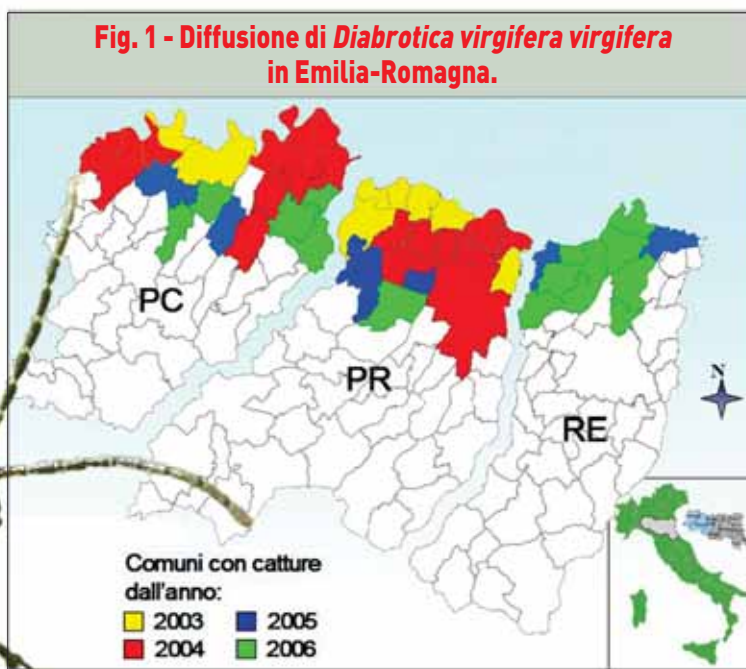 Fig. 1 - Diffusione di Diabrotica virgifera virgifera
in Emilia-Romagna.
PC
PR
RE
N
Comuni con catture
dall'anno:
2003
2005
2004
2006